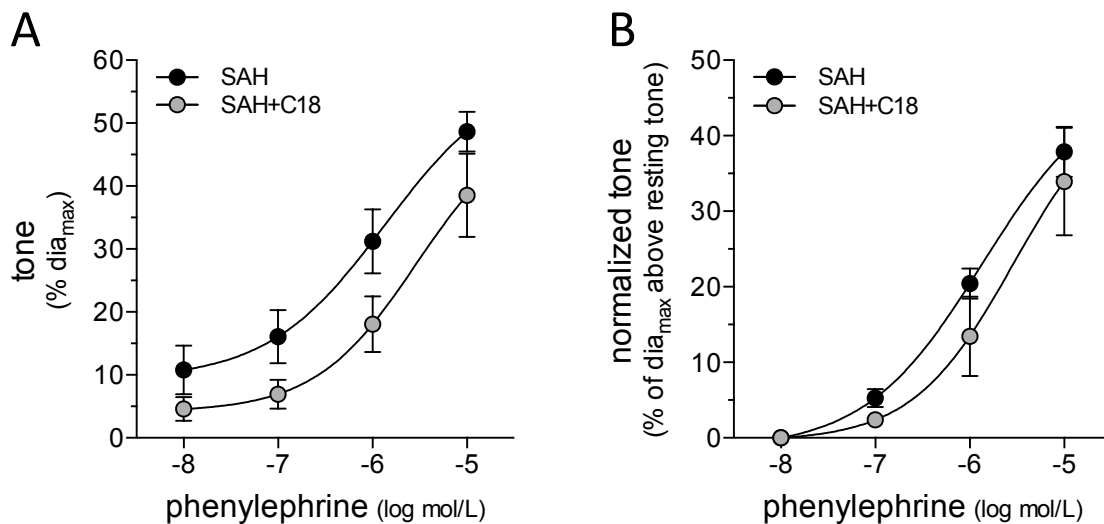 A
60
50
40
30
20
10
0
tone
(% dia_max)
SAH
SAH+C18
-8 -7 -6 -5
phenylephrine (log mol/L)
B
50
40
30
20
10
0
normalized tone
(% of dia_max above resting tone)
SAH
SAH+C18
-8 -7 -6 -5
phenylephrine (log mol/L)